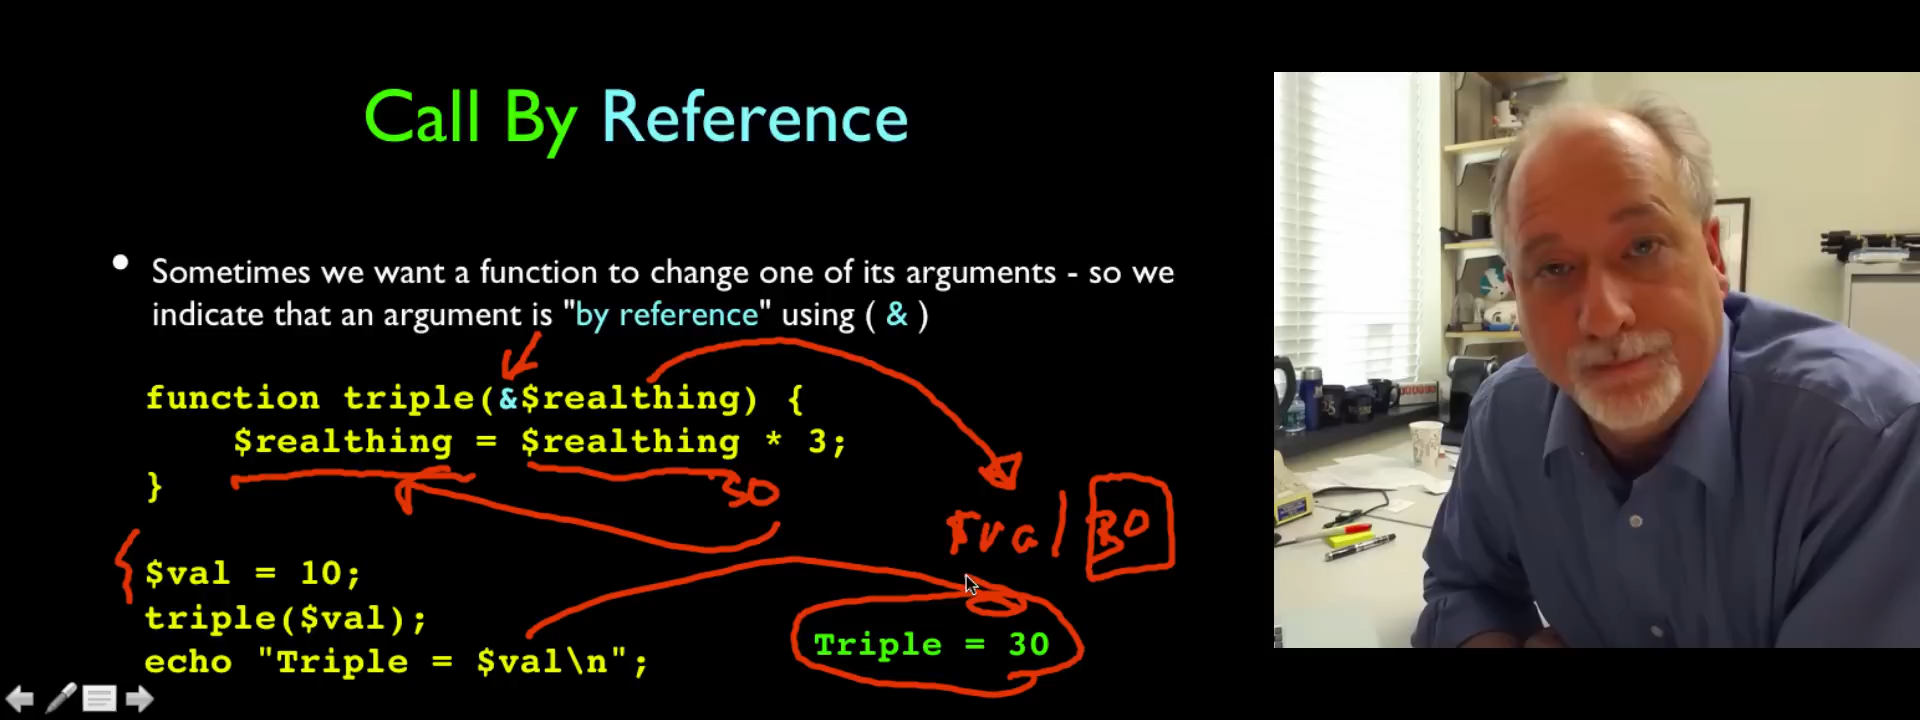 Call By Reference
• Sometimes we want a function to change one of its arguments - so we
indicate that an argument is "by reference" using ( & )
function triple(&$realthing) {
$realthing = $realthing * 3;
}
30
$val 30
$val = 10;
triple($val);
echo "Triple = $val\n";
Triple = 30